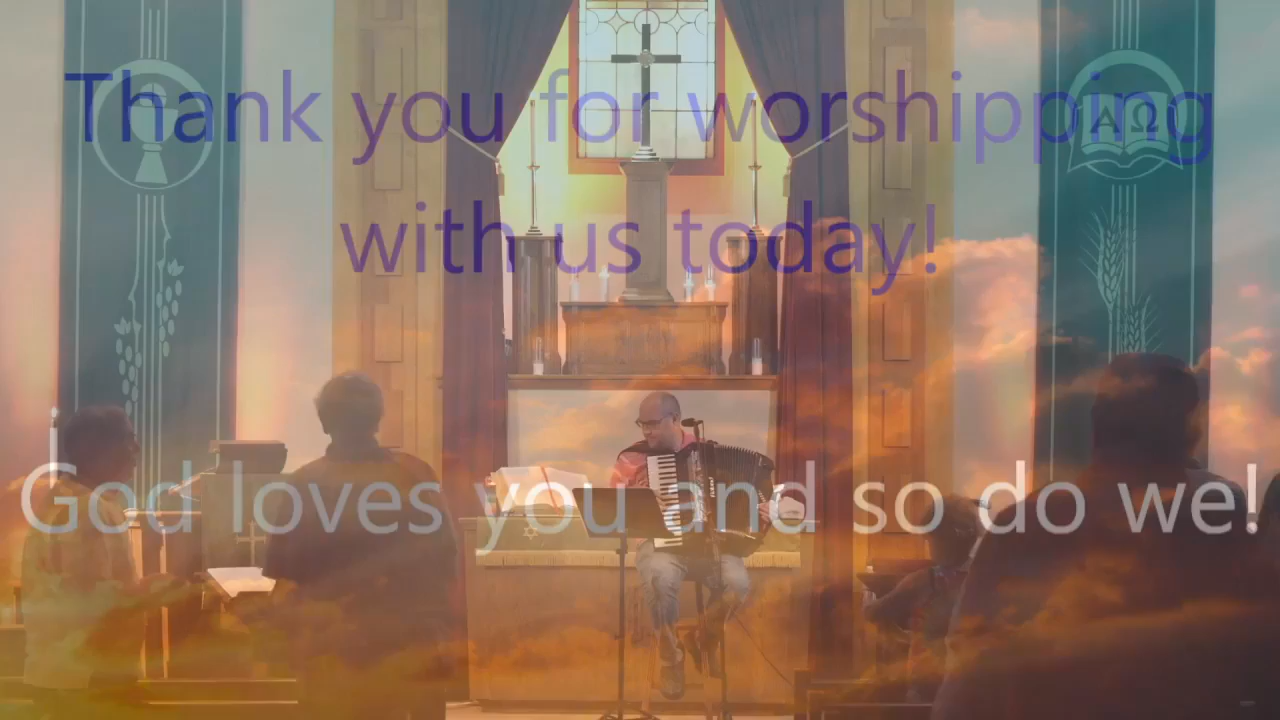 Thank you for worshipping
with us today!
Α Ω
God loves you and so do we!